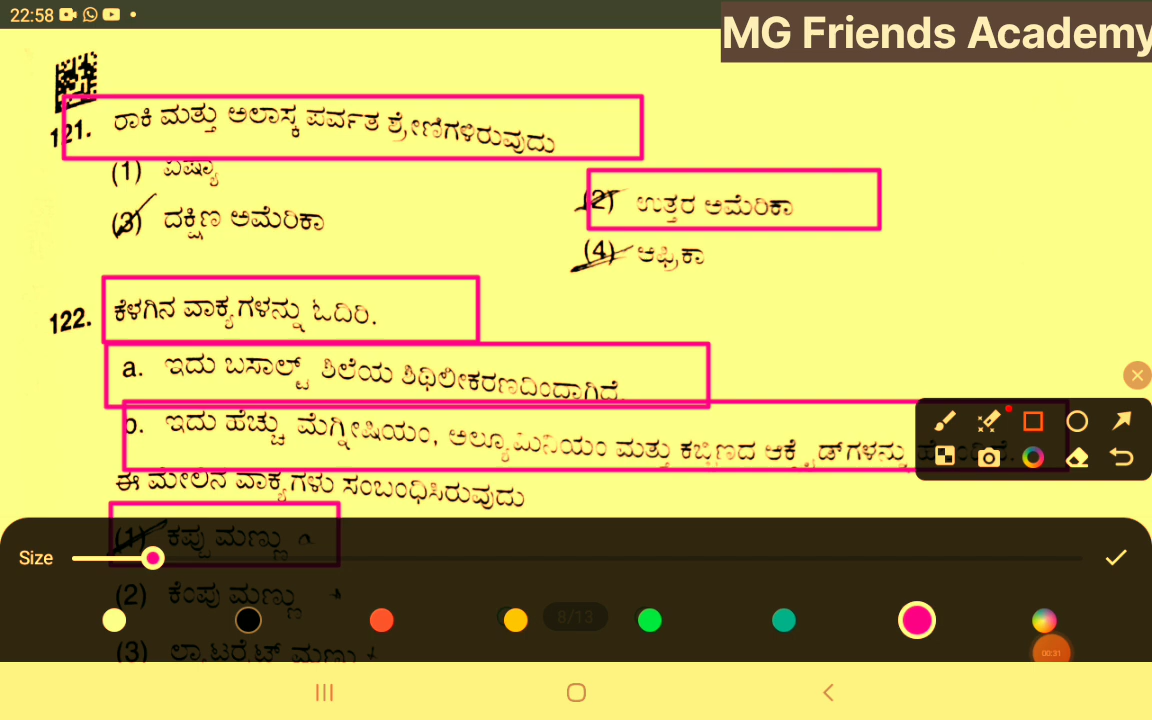 22:58
MG Friends Academy
121. ರಾಕಿ ಮತ್ತು ಅಲಾಸ್ಕ ಪರ್ವತ ಶ್ರೇಣಿಗಳಿರುವುದು
(1) ಏಷ್ಯಾ
(2) ಉತ್ತರ ಅಮೆರಿಕಾ
(3) ದಕ್ಷಿಣ ಅಮೆರಿಕಾ
(4) ಆಫ್ರಿಕಾ
122. ಕೆಳಗಿನ ವಾಕ್ಯಗಳನ್ನು ಓದಿರಿ.
a. ಇದು ಬಸಾಲ್ಟ್ ಶಿಲೆಯ ಶಿಥಿಲೀಕರಣದಿಂದಾಗಿದೆ.
b. ಇದು ಹೆಚ್ಚು ಮೆಗ್ನೀಷಿಯಂ, ಅಲ್ಯೂಮಿನಿಯಂ ಮತ್ತು ಕಬ್ಬಿಣದ ಆಕ್ಸೈಡ್‌ಗಳನ್ನು ಹೊಂದಿದೆ.
ಈ ಮೇಲಿನ ವಾಕ್ಯಗಳು ಸಂಬಂಧಿಸಿರುವುದು
(1) ಕಪ್ಪು ಮಣ್ಣು
Size
(2) ಕೆಂಪು ಮಣ್ಣು
8/13
(3) ಲ್ಯಾಟರೈಟ್ ಮಣ್ಣು
00:31